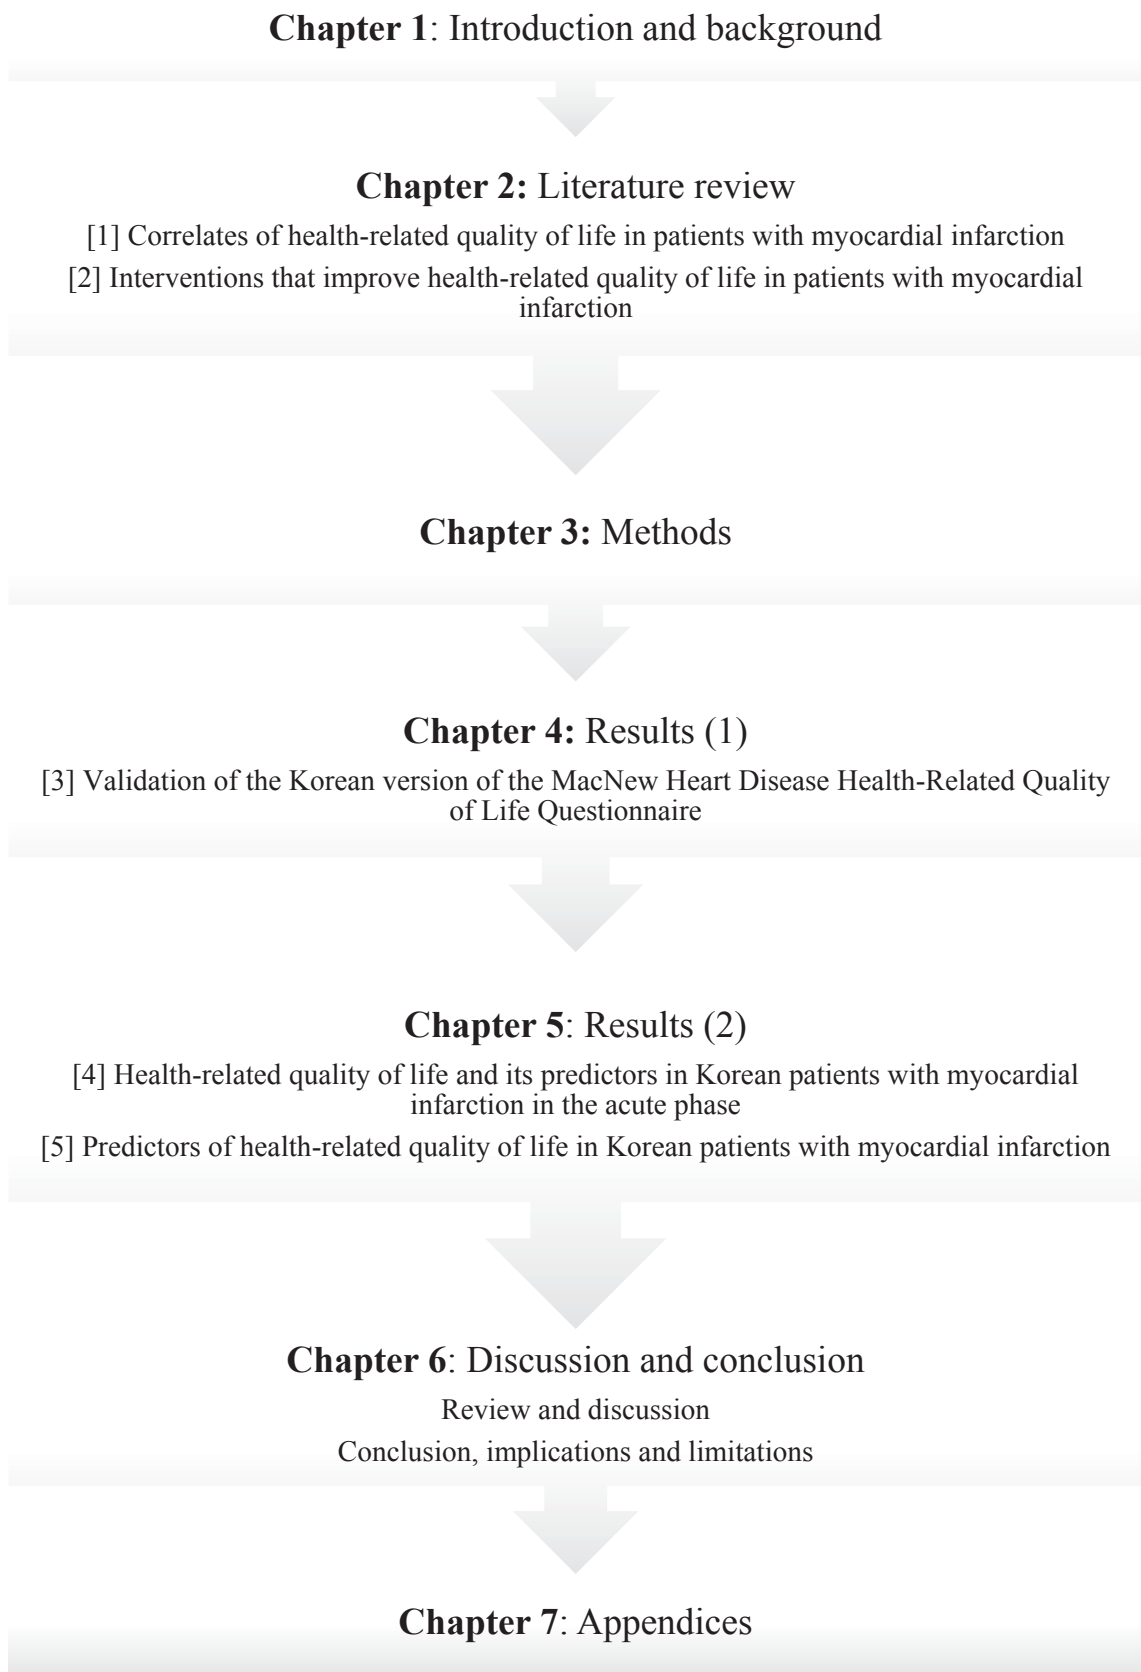 Chapter 1: Introduction and background
Chapter 2: Literature review
[1] Correlates of health-related quality of life in patients with myocardial infarction
[2] Interventions that improve health-related quality of life in patients with myocardial
infarction
Chapter 3: Methods
Chapter 4: Results (1)
[3] Validation of the Korean version of the MacNew Heart Disease Health-Related Quality
of Life Questionnaire
Chapter 5: Results (2)
[4] Health-related quality of life and its predictors in Korean patients with myocardial
infarction in the acute phase
[5] Predictors of health-related quality of life in Korean patients with myocardial infarction
Chapter 6: Discussion and conclusion
Review and discussion
Conclusion, implications and limitations
Chapter 7: Appendices